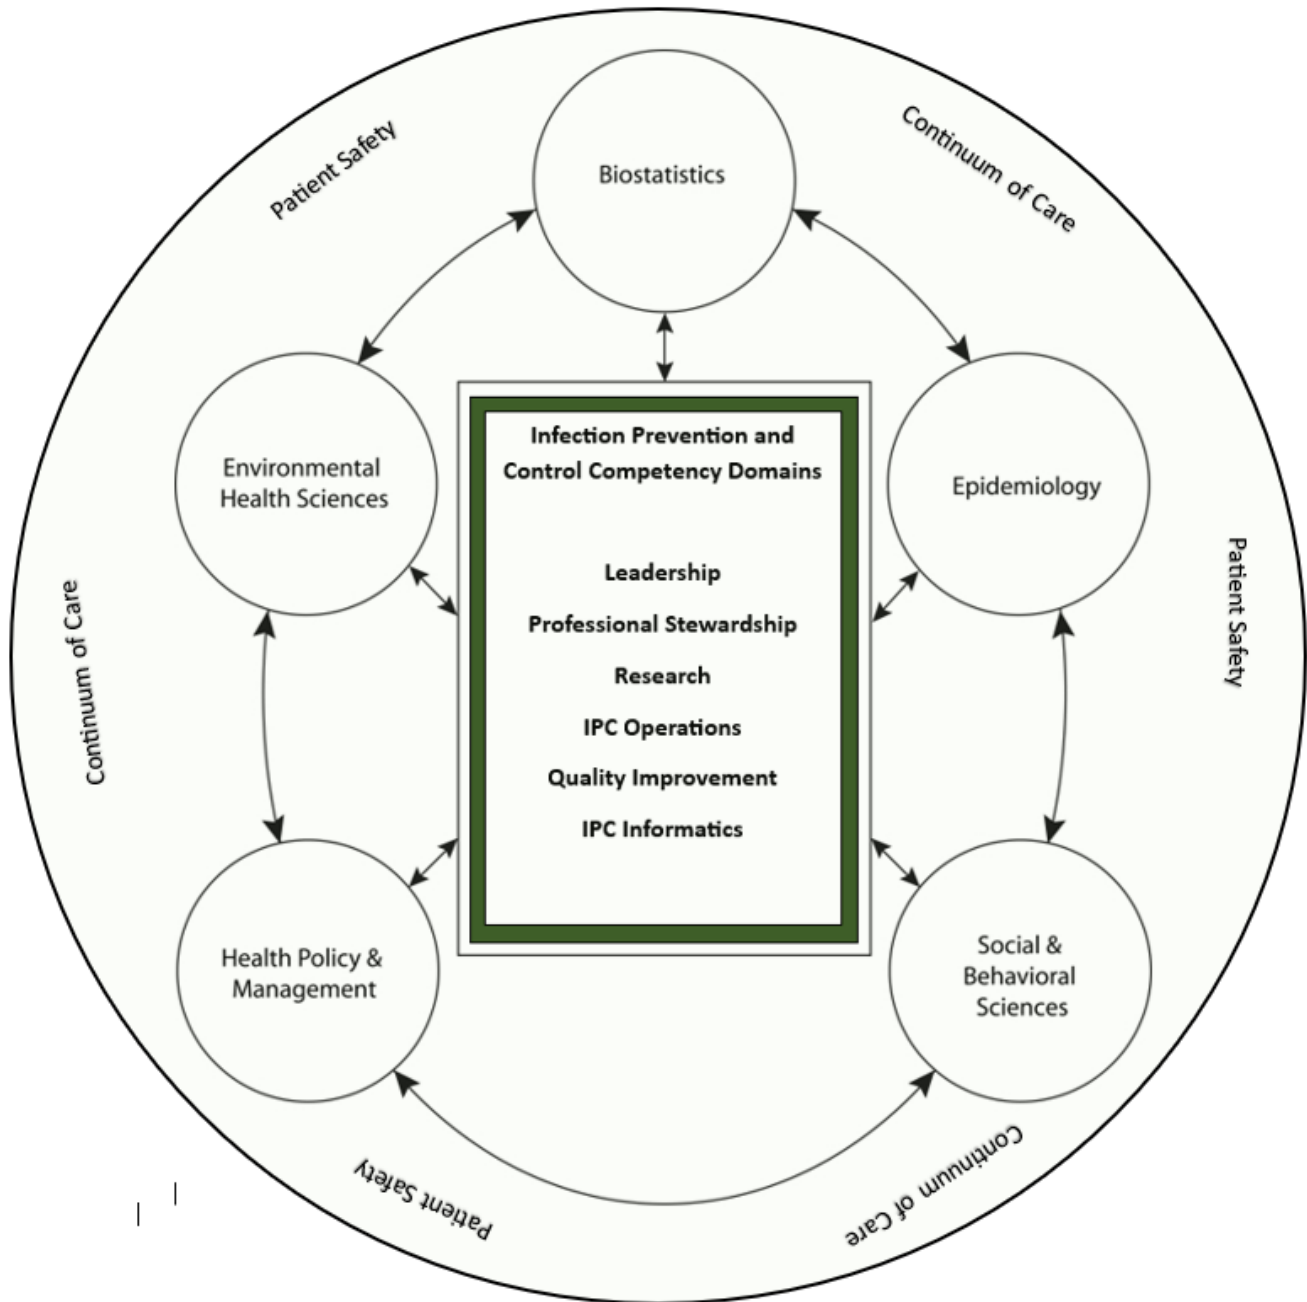 Patient Safety
Continuum of Care
Biostatistics
Environmental
Health Sciences
Infection Prevention and
Control Competency Domains
Leadership
Professional Stewardship
Research
IPC Operations
Quality Improvement
IPC Informatics
Epidemiology
Continuum of Care
Patient Safety
Health Policy &
Management
Social &
Behavioral
Sciences
Patient Safety
Continuum of Care